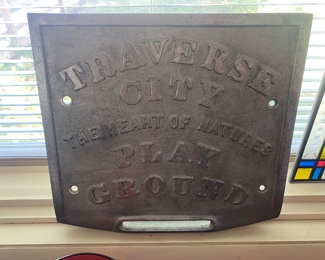 TRAVERSE
CITY
THE HEART OF NATURES
PLAY
GROUND